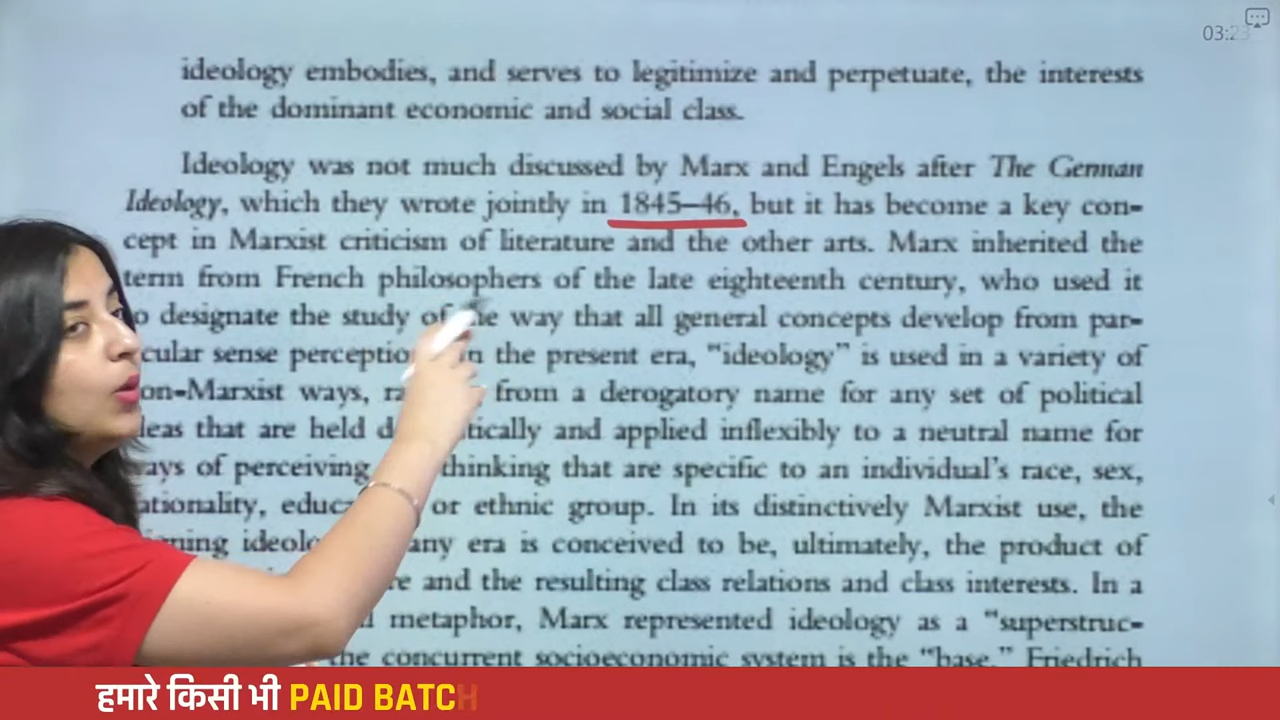 03:23
ideology embodies, and serves to legitimize and perpetuate, the interests
of the dominant economic and social class.
Ideology was not much discussed by Marx and Engels after The German
Ideology, which they wrote jointly in 1845–46, but it has become a key con-
cept in Marxist criticism of literature and the other arts. Marx inherited the
term from French philosophers of the late eighteenth century, who used it
o designate the study of way that all general concepts develop from par-
cular sense perceptio n the present era, "ideology" is used in a variety of
on-Marxist ways, from a derogatory name for any set of political
leas that are held d tically and applied inflexibly to a neutral name for
ays of perceiving thinking that are specific to an individual's race, sex,
ationality, educa or ethnic group. In its distinctively Marxist use, the
ning ideolo any era is conceived to be, ultimately, the product of
re and the resulting class relations and class interests. In a
metaphor, Marx represented ideology as a "superstruc-
the concurrent socioeconomic system is the "base." Friedrich
हमारे किसी भी PAID BATCH